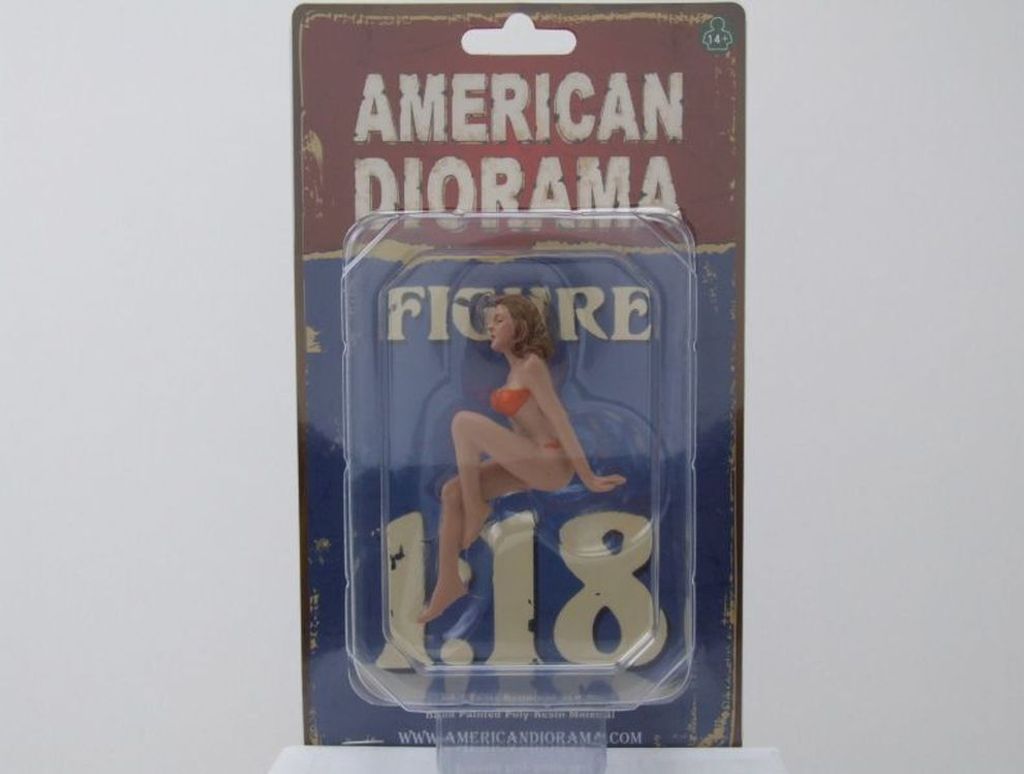 14+
AMERICAN
DIORAMA
FIGURE
1:18
Hand Painted Poly-Resin Material
WWW.AMERICANDIORAMA.COM